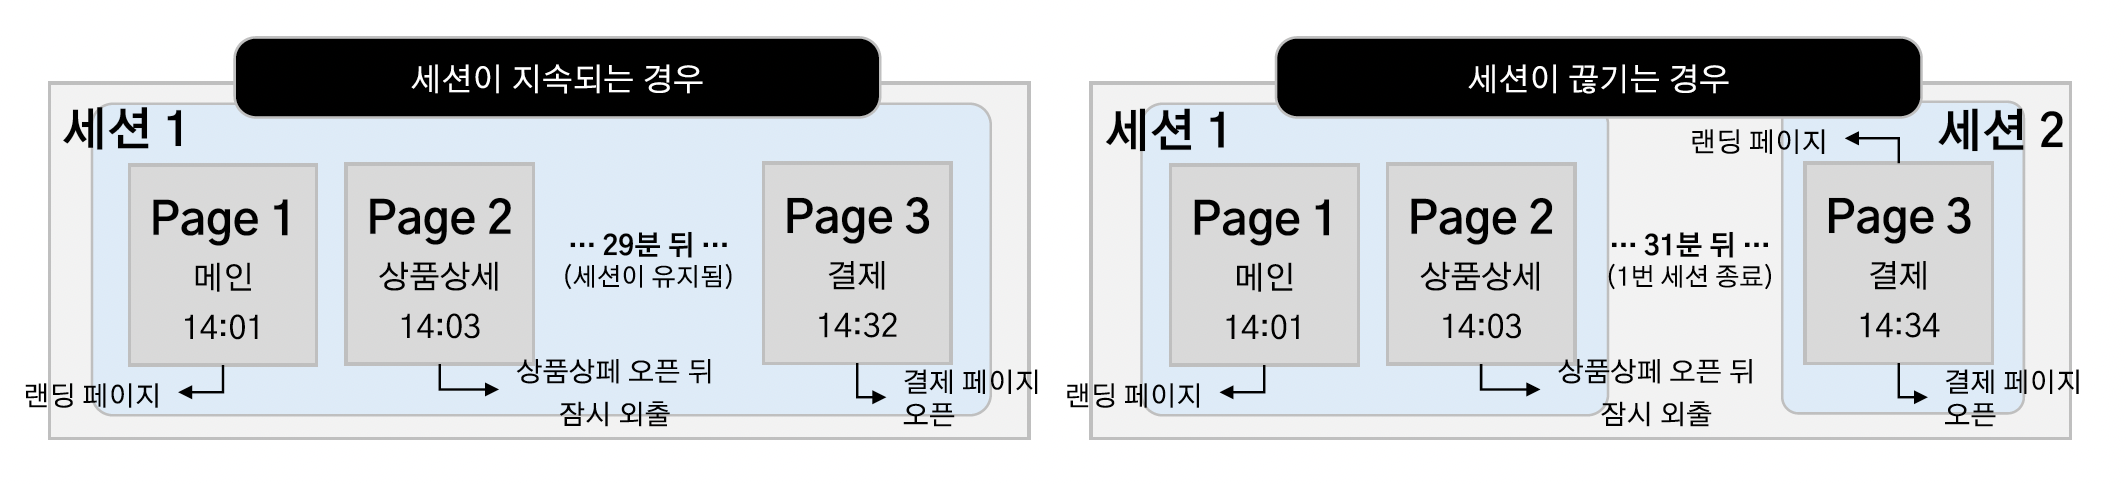 세션이 지속되는 경우
세션 1
Page 1
메인
14:01
랜딩 페이지
Page 2
상품상세
14:03
상품상페 오픈 뒤
잠시 외출
··· 29분 뒤 ···
(세션이 유지됨)
Page 3
결제
14:32
결제 페이지
오픈
세션이 끊기는 경우
세션 1
Page 1
메인
14:01
랜딩 페이지
Page 2
상품상세
14:03
상품상페 오픈 뒤
잠시 외출
··· 31분 뒤 ···
(1번 세션 종료)
세션 2
랜딩 페이지
Page 3
결제
14:34
결제 페이지
오픈